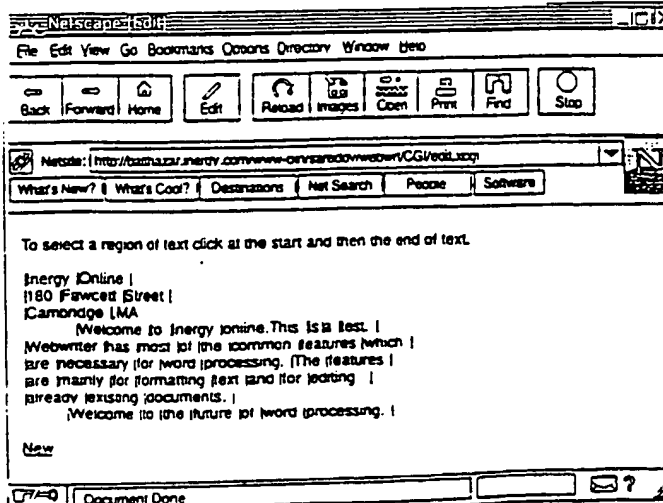 Netscape [Edit]
File Edit View Go Bookmarks Options Directory Window Help
Back Forward Home Edit Reload Images Open Print Find Stop
Netsite:
What's New? What's Cool? Destinations Net Search People Software
To select a region of text click at the start and then the end of text.
|Inergy |Online |
|180 |Fawcett |Street |
|Cambridge |,MA
|Welcome |to |Inergy |online.This |is |a |test. |
|Webwriter |has |most |of |the |common |features |which |
|are |necessary |for |word |processing. |The |features |
|are |mainly |for |formatting |text |and |for |editing |
|already |existing |documents. |
|Welcome |to |the |future |of |word |processing. |
New
Document Done
?